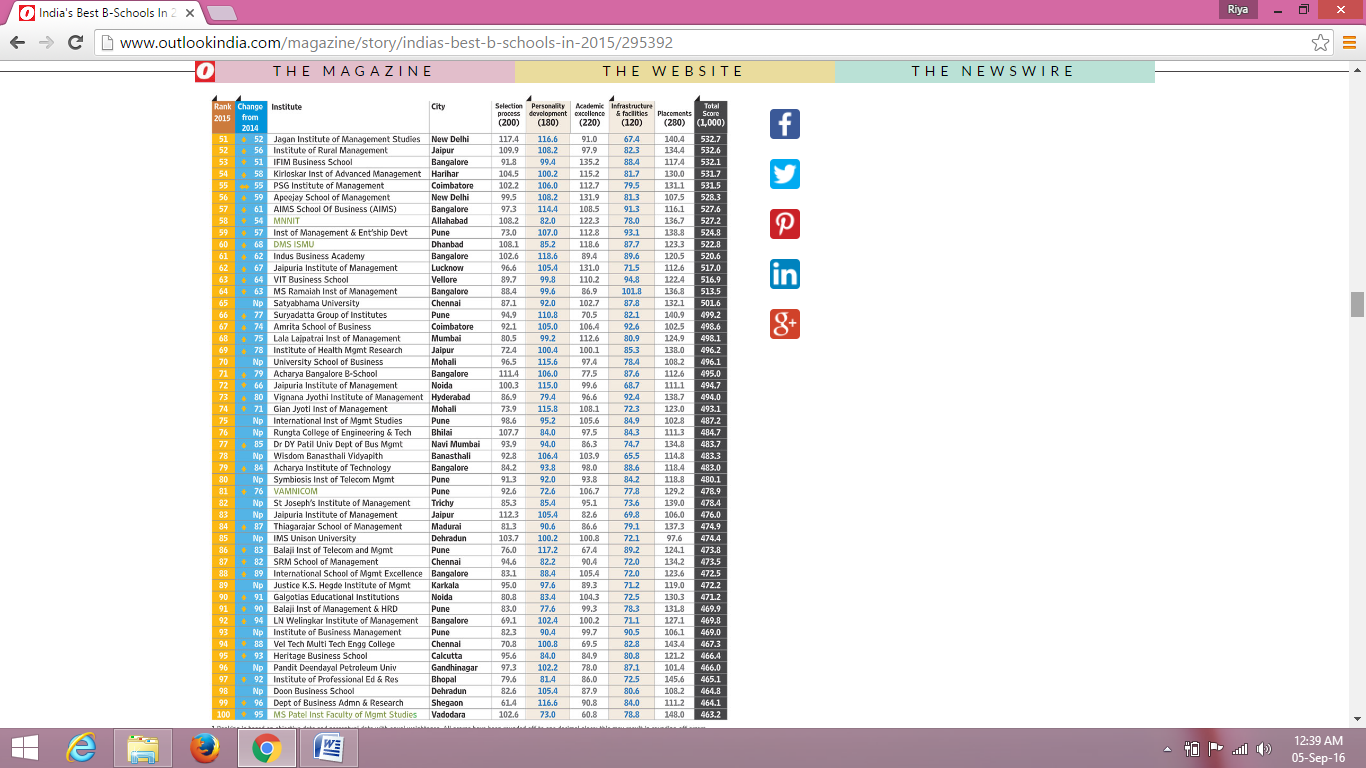 India's Best B-Schools In 2
Riya
www.outlookindia.com/magazine/story/indias-best-b-schools-in-2015/295392
THE MAGAZINE THE WEBSITE THE NEWSWIRE
Rank 2015 Change from 2014 Institute City Selection process (200) Personality development (180) Academic excellence (220) Infrastructure & facilities (120) Placements (280) Total Score (1,000)
51 52 Jagan Institute of Management Studies New Delhi 117.4 116.6 91.0 67.4 140.4 532.7
52 56 Institute of Rural Management Jaipur 109.9 108.2 97.9 82.3 134.4 532.6
53 51 IFIM Business School Bangalore 91.8 99.4 135.2 88.4 117.4 532.1
54 58 Kirloskar Inst of Advanced Management Harihar 104.5 100.2 115.2 81.7 130.0 531.7
55 55 PSG Institute of Management Coimbatore 102.2 106.0 112.7 79.5 131.1 531.5
56 59 Apeejay School of Management New Delhi 99.5 108.2 131.9 81.3 107.5 528.3
57 61 AIMS School Of Business (AIMS) Bangalore 97.3 114.4 108.5 91.3 116.1 527.6
58 54 MNNIT Allahabad 108.2 82.0 122.3 78.0 136.7 527.2
59 57 Inst of Management & Ent'ship Devt Pune 73.0 107.0 112.8 93.1 138.8 524.8
60 68 DMS ISMU Dhanbad 108.1 85.2 118.6 87.7 123.3 522.8
61 62 Indus Business Academy Bangalore 102.6 118.6 89.4 89.6 120.5 520.6
62 67 Jaipuria Institute of Management Lucknow 96.6 105.4 131.0 71.5 112.6 517.0
63 64 VIT Business School Vellore 89.7 99.8 110.2 94.8 122.4 516.9
64 63 MS Ramaiah Inst of Management Bangalore 88.4 99.6 86.9 101.8 136.8 513.5
65 Np Satyabhama University Chennai 87.1 92.0 102.7 87.8 132.1 501.6
66 77 Suryadatta Group of Institutes Pune 94.9 110.8 70.5 82.1 140.9 499.2
67 74 Amrita School of Business Coimbatore 92.1 105.0 106.4 92.6 102.5 498.6
68 75 Lala Lajpatrai Inst of Management Mumbai 80.5 99.2 112.6 80.9 124.9 498.1
69 78 Institute of Health Mgmt Research Jaipur 72.4 100.4 100.1 85.3 138.0 496.2
70 Np University School of Business Mohali 96.5 115.6 97.4 78.4 108.2 496.1
71 79 Acharya Bangalore B-School Bangalore 111.4 106.0 77.5 87.6 112.6 495.0
72 66 Jaipuria Institute of Management Noida 100.3 115.0 99.6 68.7 111.1 494.7
73 80 Vignana Jyothi Institute of Management Hyderabad 86.9 79.4 96.6 92.4 138.7 494.0
74 71 Gian Jyoti Inst of Management Mohali 73.9 115.8 108.1 72.3 123.0 493.1
75 Np International Inst of Mgmt Studies Pune 98.6 95.2 105.6 84.9 102.8 487.2
76 Np Rungta College of Engineering & Tech Bhilai 107.7 84.0 97.5 84.3 111.3 484.7
77 85 Dr DY Patil Univ Dept of Bus Mgmt Navi Mumbai 93.9 94.0 86.3 74.7 134.8 483.7
78 Np Wisdom Banasthali Vidyapith Banasthali 92.8 106.4 103.9 65.5 114.8 483.3
79 84 Acharya Institute of Technology Bangalore 84.2 93.8 98.0 88.6 118.4 483.0
80 Np Symbiosis Inst of Telecom Mgmt Pune 91.3 92.0 93.8 84.2 118.8 480.1
81 76 VAMNICOM Pune 92.6 72.6 106.7 77.8 129.2 478.9
82 Np St Joseph's Institute of Management Trichy 85.3 85.4 95.1 73.6 139.0 478.4
83 Np Jaipuria Institute of Management Jaipur 112.3 105.4 82.6 69.8 106.0 476.0
84 87 Thiagarajar School of Management Madurai 81.3 90.6 86.6 79.1 137.3 474.9
85 Np IMS Unison University Dehradun 103.7 100.2 100.8 72.1 97.6 474.4
86 83 Balaji Inst of Telecom and Mgmt Pune 76.0 117.2 67.4 89.2 124.1 473.8
87 82 SRM School of Management Chennai 94.6 82.2 90.4 72.0 134.2 473.5
88 89 International School of Mgmt Excellence Bangalore 83.1 88.4 105.4 72.0 123.6 472.5
89 Np Justice K.S. Hegde Institute of Mgmt Karkala 95.0 97.6 89.3 71.2 119.0 472.2
90 91 Galgotias Educational Institutions Noida 80.8 83.4 104.3 72.5 130.3 471.2
91 90 Balaji Inst of Management & HRD Pune 83.0 77.6 99.3 78.3 131.8 469.9
92 94 LN Welingkar Institute of Management Bangalore 69.1 102.4 100.2 71.1 127.1 469.8
93 Np Institute of Business Management Pune 82.3 90.4 99.7 90.5 106.1 469.0
94 88 Vel Tech Multi Tech Engg College Chennai 70.8 100.8 69.5 82.8 143.4 467.3
95 93 Heritage Business School Calcutta 95.6 84.0 84.9 80.8 121.2 466.4
96 Np Pandit Deendayal Petroleum Univ Gandhinagar 97.3 102.2 78.0 87.1 101.4 466.0
97 92 Institute of Professional Ed & Res Bhopal 79.6 81.4 86.0 72.5 145.6 465.1
98 Np Doon Business School Dehradun 82.6 105.4 87.9 80.6 108.2 464.8
99 96 Dept of Business Admn & Research Shegaon 61.4 116.6 90.8 84.0 111.2 464.1
100 95 MS Patel Inst Faculty of Mgmt Studies Vadodara 102.6 73.0 60.8 78.8 148.0 463.2
12:39 AM
05-Sep-16